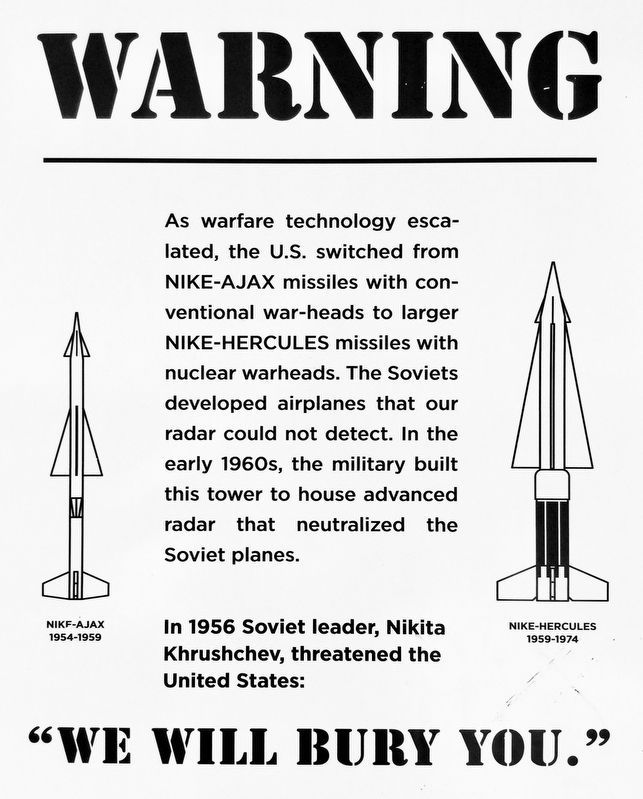 WARNING
As warfare technology esca-
lated, the U.S. switched from
NIKE-AJAX missiles with con-
ventional war-heads to larger
NIKE-HERCULES missiles with
nuclear warheads. The Soviets
developed airplanes that our
radar could not detect. In the
early 1960s, the military built
this tower to house advanced
radar that neutralized the
Soviet planes.
NIKF-AJAX
1954-1959
NIKE-HERCULES
1959-1974
In 1956 Soviet leader, Nikita
Khrushchev, threatened the
United States:
“WE WILL BURY YOU.”